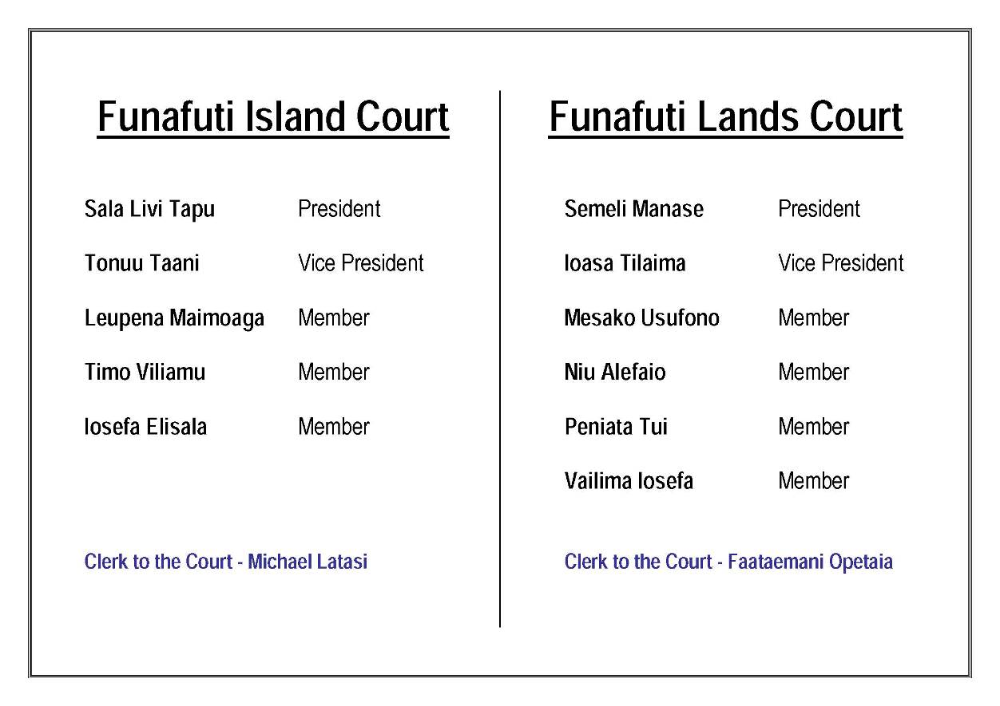 Funafuti Island Court
Sala Livi Tapu President
Tonuu Taani Vice President
Leupena Maimoaga Member
Timo Viliamu Member
Iosefa Elisala Member
Clerk to the Court - Michael Latasi
Funafuti Lands Court
Semeli Manase President
Ioasa Tilaima Vice President
Mesako Usufono Member
Niu Alefaio Member
Peniata Tui Member
Vailima Iosefa Member
Clerk to the Court - Faataemani Opetaia